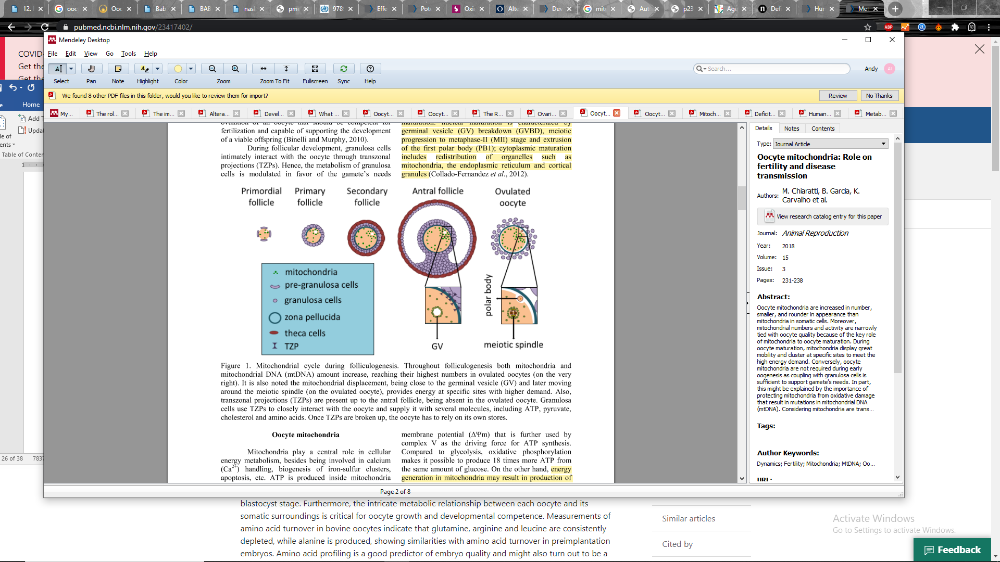 12.
ooc
Ooc
Bab
BAB
nas
pm
978
Effe
Pot
Oxi
Alte
Dev
mit
Aut
p23
Age
Def
Hur
Me
pubmed.ncbi.nlm.nih.gov/23417402/
ABP
COVID-
Get the
Get the
Home
Add T
Upda
le of
ents
Table of Conten
1
26 of 38 783
Mendeley Desktop
File Edit View Go Tools Help
Select
Pan
Note
Highlight
Color
Zoom
Zoom To Fit
Fullscreen
Sync
Help
Search...
Andy
AI
We found 8 other PDF files in this folder, would you like to review them for import?
Review
No Thanks
My...
The rol...
The im...
Altera...
Devel...
What ...
Oocyt...
Oocyt...
The R...
Ovari...
Oocyt...
Oocyt...
Mitoch...
Deficit...
Human...
Metab...
ovulation of an oocyte that should be competent for
fertilization and capable of supporting the development
of a viable offspring (Binelli and Murphy, 2010).
During follicular development, granulosa cells
intimately interact with the oocyte through transzonal
projections (TZPs). Hence, the metabolism of granulosa
cells is modulated in favor of the gamete's needs
maturation: nuclear maturation is characterized by
germinal vesicle (GV) breakdown (GVBD), meiotic
progression to metaphase-II (MII) stage and extrusion
of the first polar body (PB1); cytoplasmic maturation
includes redistribution of organelles such as
mitochondria, the endoplasmic reticulum and cortical
granules (Collado-Fernandez et al., 2012).
Primordial
follicle
Primary
follicle
Secondary
follicle
Antral follicle
Ovulated
oocyte
mitochondria
pre-granulosa cells
granulosa cells
zona pellucida
theca cells
TZP
GV
polar body
meiotic spindle
Figure 1. Mitochondrial cycle during folliculogenesis. Throughout folliculogenesis both mitochondria and
mitochondrial DNA (mtDNA) amount increase, reaching their highest numbers in ovulated oocytes (on the very
right). It is also noted the mitochondrial displacement, being close to the germinal vesicle (GV) and later moving
around the meiotic spindle (on the ovulated oocyte), provides energy at specific sites with higher demand. Also,
transzonal projections (TZPs) are present up to the antral follicle, being absent in the ovulated oocyte. Granulosa
cells use TZPs to closely interact with the oocyte and supply it with several molecules, including ATP, pyruvate,
cholesterol and amino acids. Once TZPs are broken up, the oocyte has to rely on its own stores.
Oocyte mitochondria
Mitochondria play a central role in cellular
energy metabolism, besides being involved in calcium
(Ca2+) handling, biogenesis of iron-sulfur clusters,
apoptosis, etc. ATP is produced inside mitochondria
membrane potential (ΔΨm) that is further used by
complex V as the driving force for ATP synthesis.
Compared to glycolysis, oxidative phosphorylation
makes it possible to produce 18 times more ATP from
the same amount of glucose. On the other hand, energy
generation in mitochondria may result in production of
Page 2 of 8
Details
Notes
Contents
Type: Journal Article
Oocyte mitochondria: Role on
fertility and disease
transmission
Authors: M. Chiaratti, B. Garcia, K.
Carvalho et al.
View research catalog entry for this paper
Journal: Animal Reproduction
Year: 2018
Volume: 15
Issue: 3
Pages: 231-238
Abstract:
Oocyte mitochondria are increased in number,
smaller, and rounder in appearance than
mitochondria in somatic cells. Moreover,
mitochondrial numbers and activity are narrowly
tied with oocyte quality because of the key role
of mitochondria to oocyte maturation. During
oocyte maturation, mitochondria display great
mobility and cluster at specific sites to meet the
high energy demand. Conversely, oocyte
mitochondria are not required during early
oogenesis as coupling with granulosa cells is
sufficient to support gamete's needs. In part,
this might be explained by the importance of
protecting mitochondria from oxidative damage
that result in mutations in mitochondrial DNA
(mtDNA). Considering mitochondria are trans...
Tags:
Author Keywords:
Dynamics; Fertility; Mitochondria; MtDNA; Oo...
URL:
blastocyst stage. Furthermore, the intricate metabolic relationship between each oocyte and its
somatic surroundings is critical for oocyte growth and developmental competence. Measurements of
amino acid turnover in bovine oocytes indicate that glutamine, arginine and leucine are consistently
depleted, while alanine is produced, showing similarities with amino acid turnover in preimplantation
embryos. Amino acid profiling is a good predictor of embryo quality and might also turn out to be a
Similar articles
Cited by
Activate Windows
Go to Settings to activate Windows.
Feedback